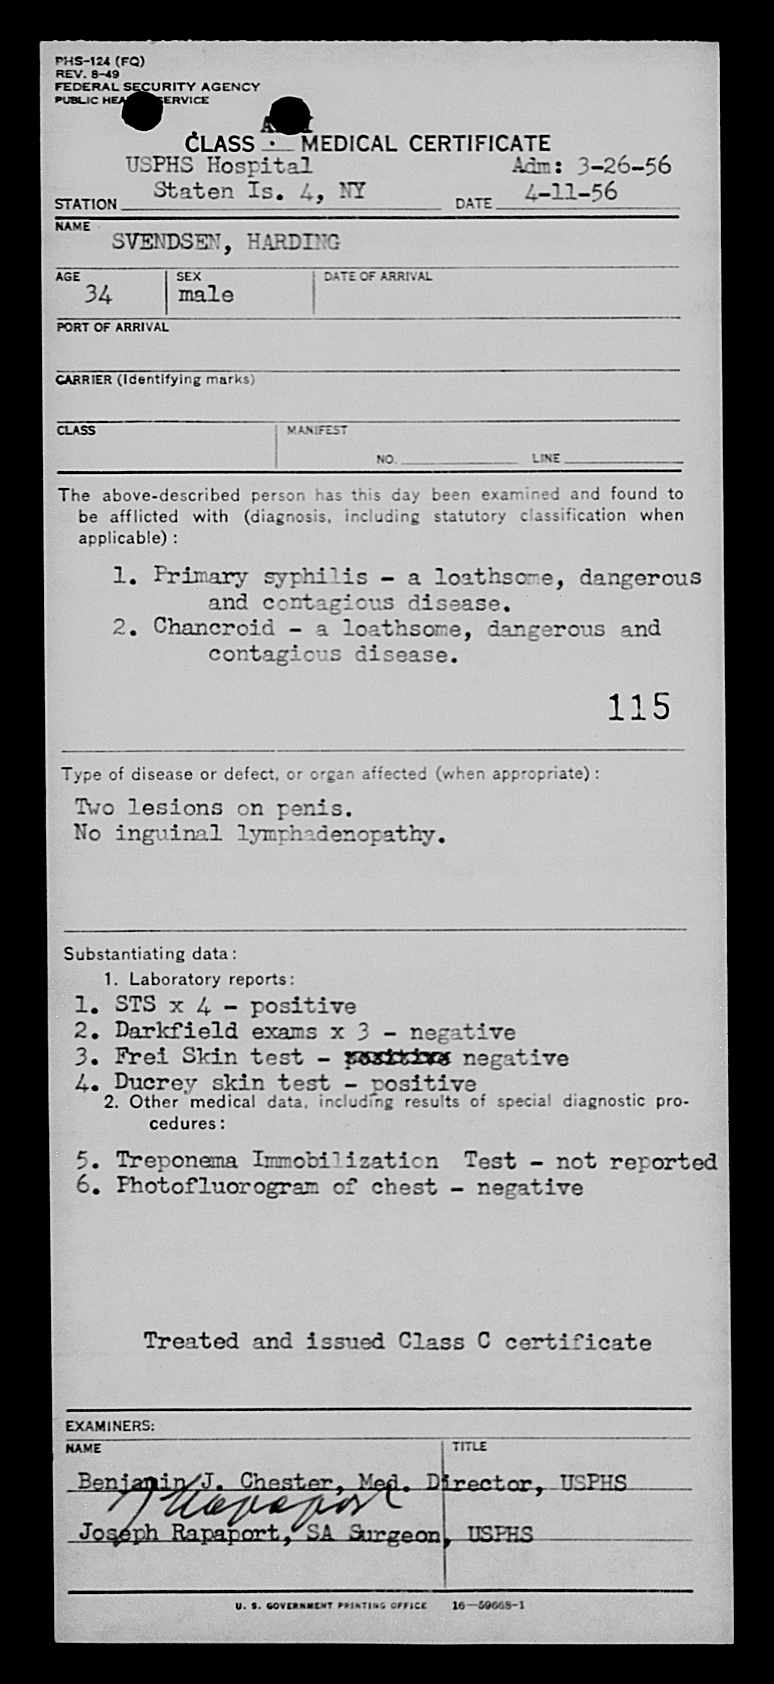 PHS-124 (FQ)
REV. 8-49
FEDERAL SECURITY AGENCY
PUBLIC HEALTH SERVICE
CLASS MEDICAL CERTIFICATE
USPHS Hospital Adm: 3-26-56
STATION Staten Is. 4, NY DATE 4-11-56
NAME
SVENDSEN, HARDING
AGE SEX DATE OF ARRIVAL
34 male
PORT OF ARRIVAL
CARRIER (Identifying marks)
CLASS MANIFEST
NO. LINE
The above-described person has this day been examined and found to
be afflicted with (diagnosis, including statutory classification when
applicable):
1. Primary syphilis - a loathsome, dangerous
and contagious disease.
2. Chancroid - a loathsome, dangerous and
contagious disease.
115
Type of disease or defect, or organ affected (when appropriate):
Two lesions on penis.
No inguinal lymphadenopathy.
Substantiating data:
1. Laboratory reports:
1. STS x 4 - positive
2. Darkfield exams x 3 - negative
3. Frei Skin test - positive negative
4. Ducrey skin test - positive
2. Other medical data, including results of special diagnostic pro-
cedures:
5. Treponema Immobilization Test - not reported
6. Photofluorogram of chest - negative
Treated and issued Class C certificate
EXAMINERS:
NAME TITLE
Benjamin J. Chester, Med. Director, USPHS
J Rapaport
Joseph Rapaport, SA Surgeon, USPHS
U. S. GOVERNMENT PRINTING OFFICE 16—59668-1